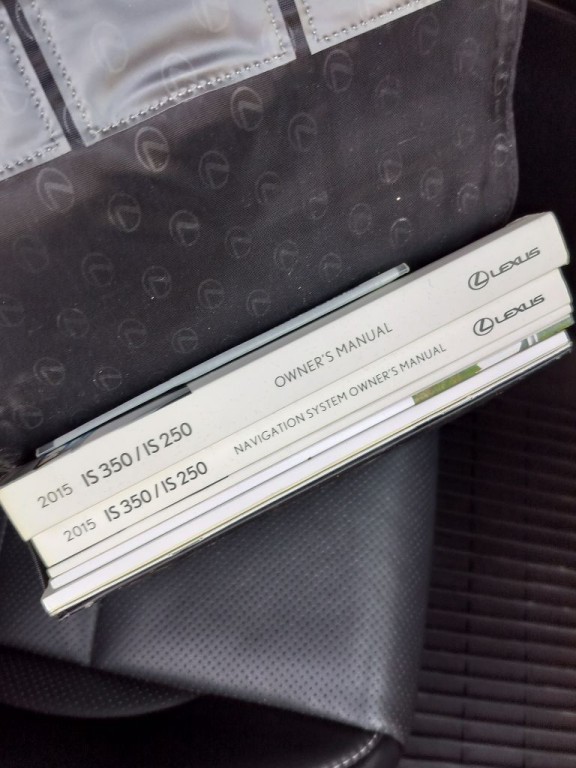 2015 IS 350 / IS 250 OWNER'S MANUAL LEXUS
2015 IS 350 / IS 250 NAVIGATION SYSTEM OWNER'S MANUAL LEXUS